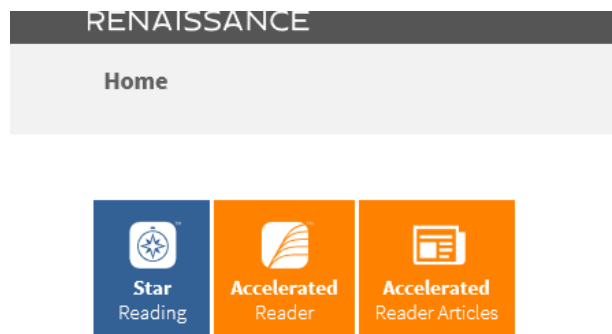 RENAISSANCE
Home
Star
Reading
Accelerated
Reader
Accelerated
Reader Articles